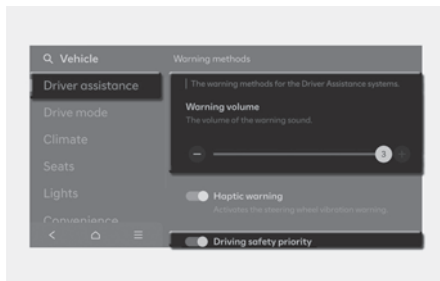 Vehicle
Warning methods
Driver assistance
Drive mode
Climate
Seats
Lights
Convenience
The warning methods for the Driver Assistance systems.
Warning volume
The volume of the warning sound.
3
Haptic warning
Activates the steering wheel vibration warning.
Driving safety priority